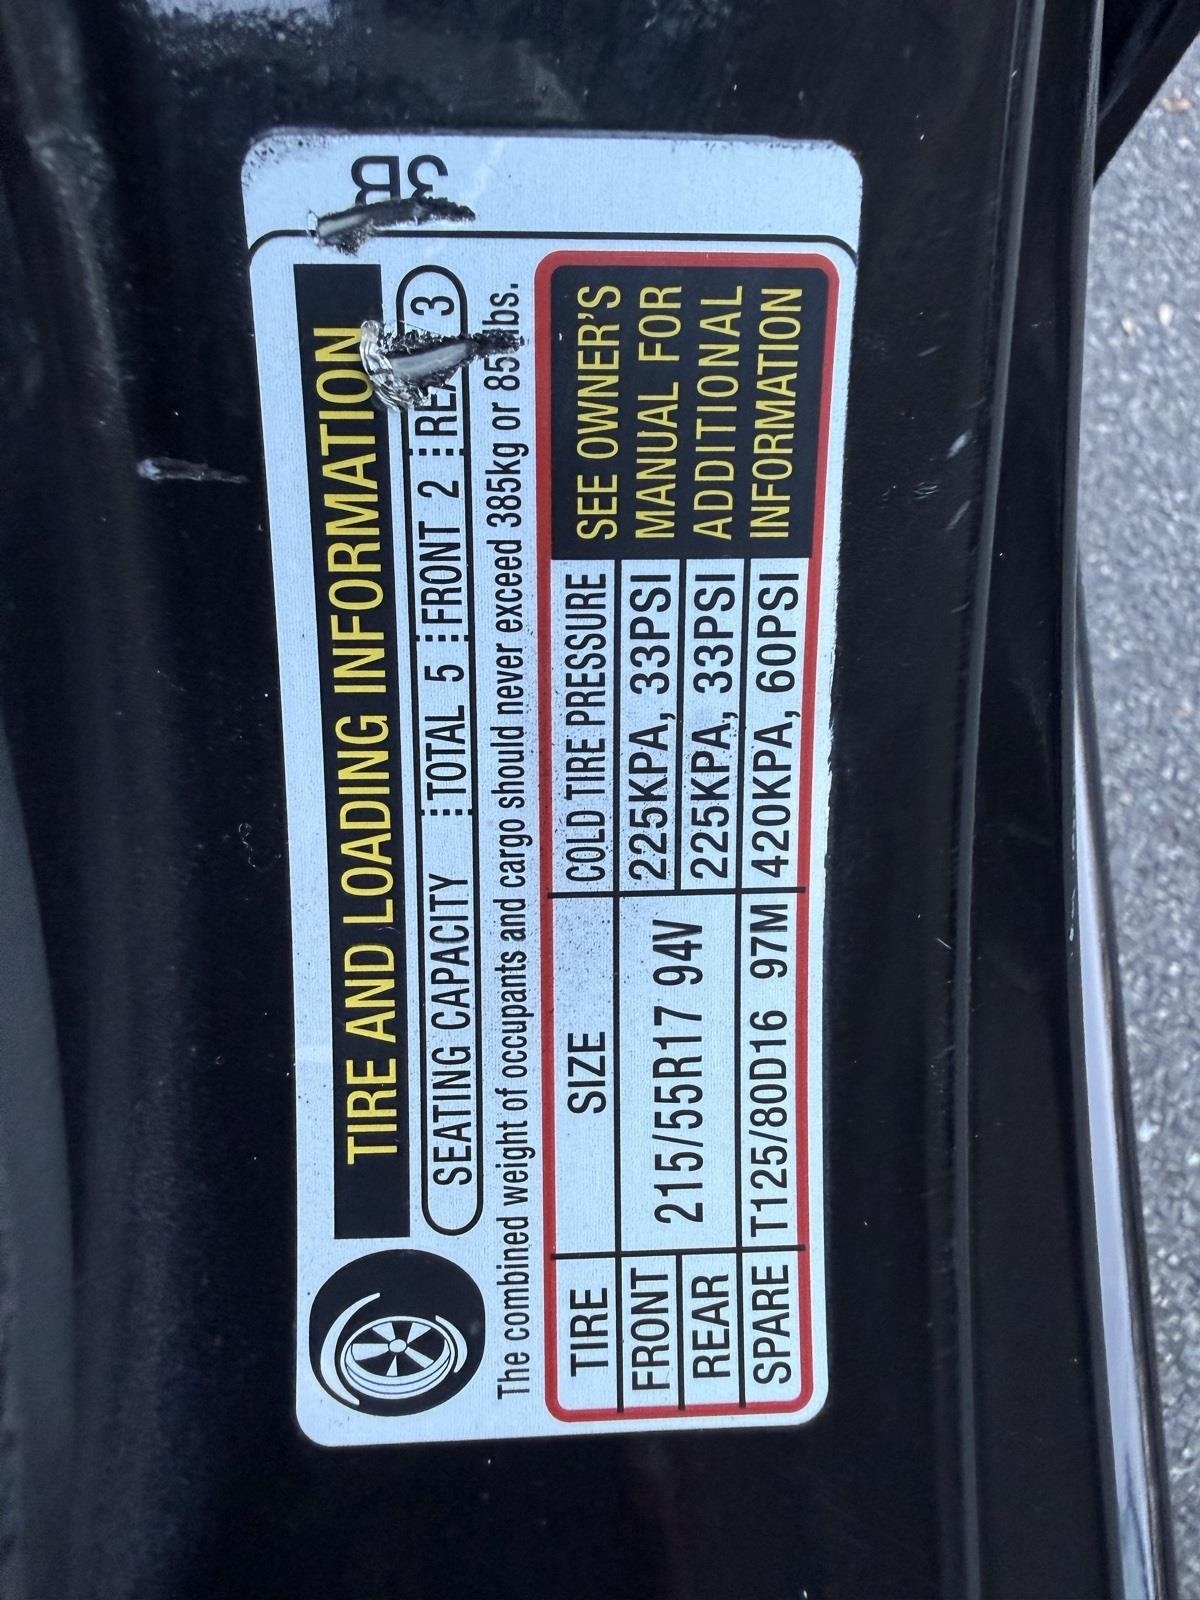 TIRE AND LOADING INFORMATION
SEATING CAPACITY TOTAL 5 FRONT 2 3
The combined weight of occupants and cargo should never exceed 385kg or lbs.
TIRE SIZE COLD TIRE PRESSURE
FRONT 215/55R17 94V 225KPA, 33PSI
REAR 225KPA, 33PSI
SPARE T125/80D16 97M 420KPA, 60PSI
SEE OWNER'S
MANUAL FOR
ADDITIONAL
INFORMATION